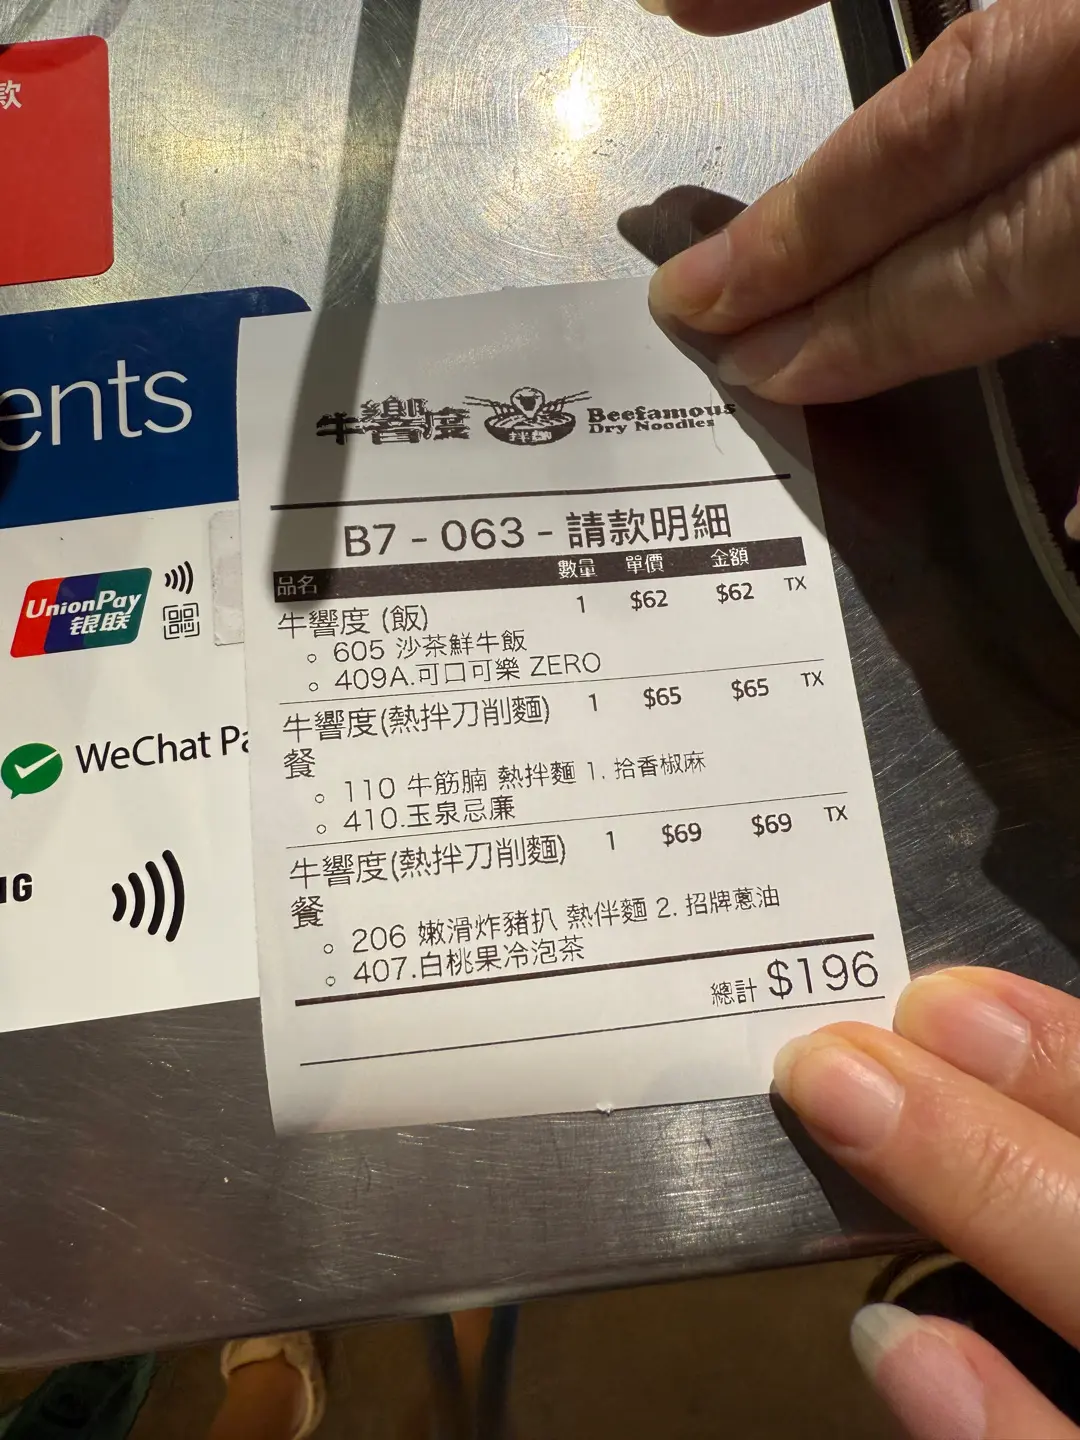 款
ents
UnionPay
银联
WeChat Pa
NG
牛響度
拌麵
Beefamous
Dry Noodles
B7 - 063 - 請款明細
品名 數量 單價 金額
牛響度 (飯) 1 $62 $62 TX
605 沙茶鮮牛飯
409A.可口可樂 ZERO
牛響度(熱拌刀削麵) 1 $65 $65 TX
餐
110 牛筋腩 熱拌麵 1. 拾香椒麻
410.玉泉忌廉
牛響度(熱拌刀削麵) 1 $69 $69 TX
餐
206 嫩滑炸豬扒 熱伴麵 2. 招牌蔥油
407.白桃果冷泡茶
總計 $196